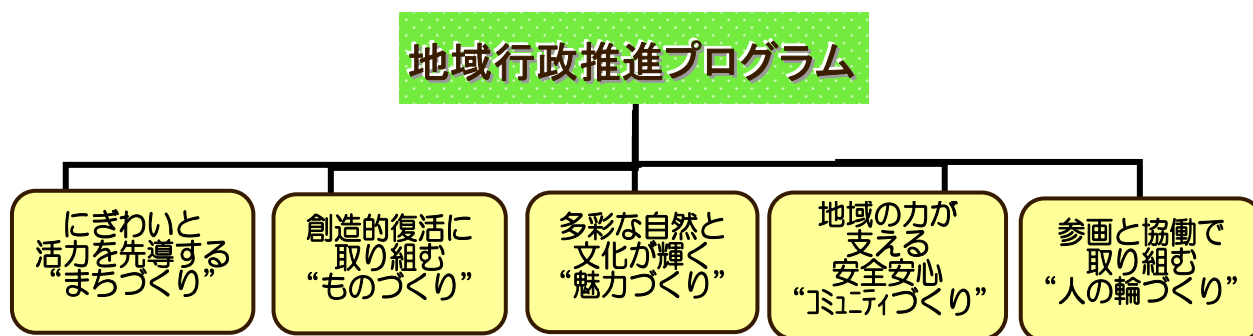 地域行政推進プログラム
にぎわいと
活力を先導する
“まちづくり”
創造的復活に
取り組む
“ものづくり”
多彩な自然と
文化が輝く
“魅力づくり”
地域の力が
支える
安全安心
“コミュニティづくり”
参画と協働で
取り組む
“人の輪づくり”